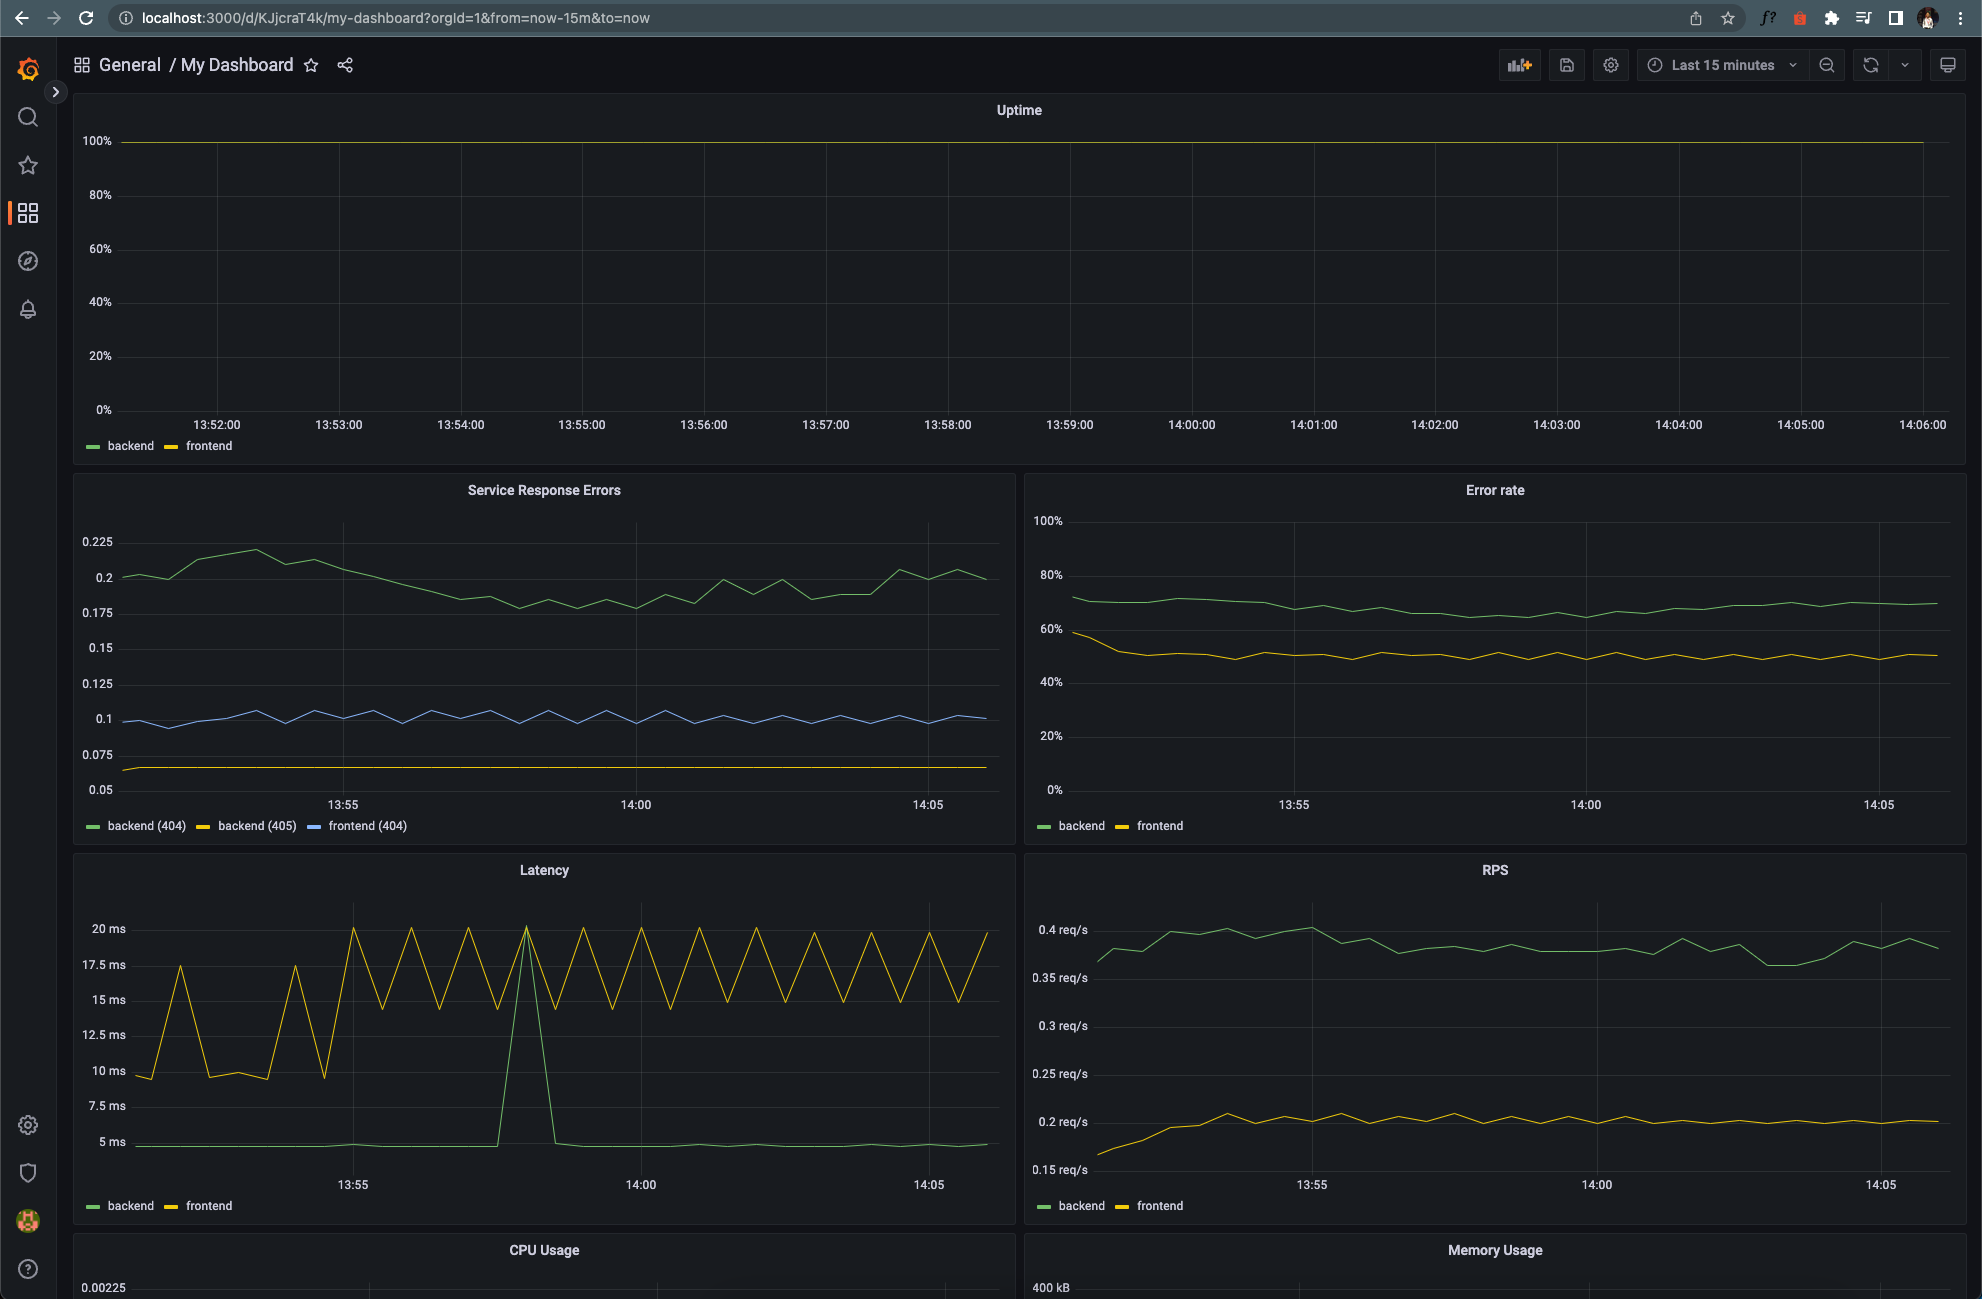 localhost:3000/d/KJjcraT4k/my-dashboard?orgId=1&from=now-15m&to=now
f?
General / My Dashboard
Last 15 minutes
Uptime
100%
80%
60%
40%
20%
0%
13:52:00 13:53:00 13:54:00 13:55:00 13:56:00 13:57:00 13:58:00 13:59:00 14:00:00 14:01:00 14:02:00 14:03:00 14:04:00 14:05:00 14:06:00
backend frontend
Service Response Errors
0.225
0.2
0.175
0.15
0.125
0.1
0.075
0.05
13:55 14:00 14:05
backend (404) backend (405) frontend (404)
Error rate
100%
80%
60%
40%
20%
0%
13:55 14:00 14:05
backend frontend
Latency
20 ms
17.5 ms
15 ms
12.5 ms
10 ms
7.5 ms
5 ms
13:55 14:00 14:05
backend frontend
RPS
0.4 req/s
0.35 req/s
0.3 req/s
0.25 req/s
0.2 req/s
0.15 req/s
13:55 14:00 14:05
backend frontend
CPU Usage
0.00225
Memory Usage
400 kB